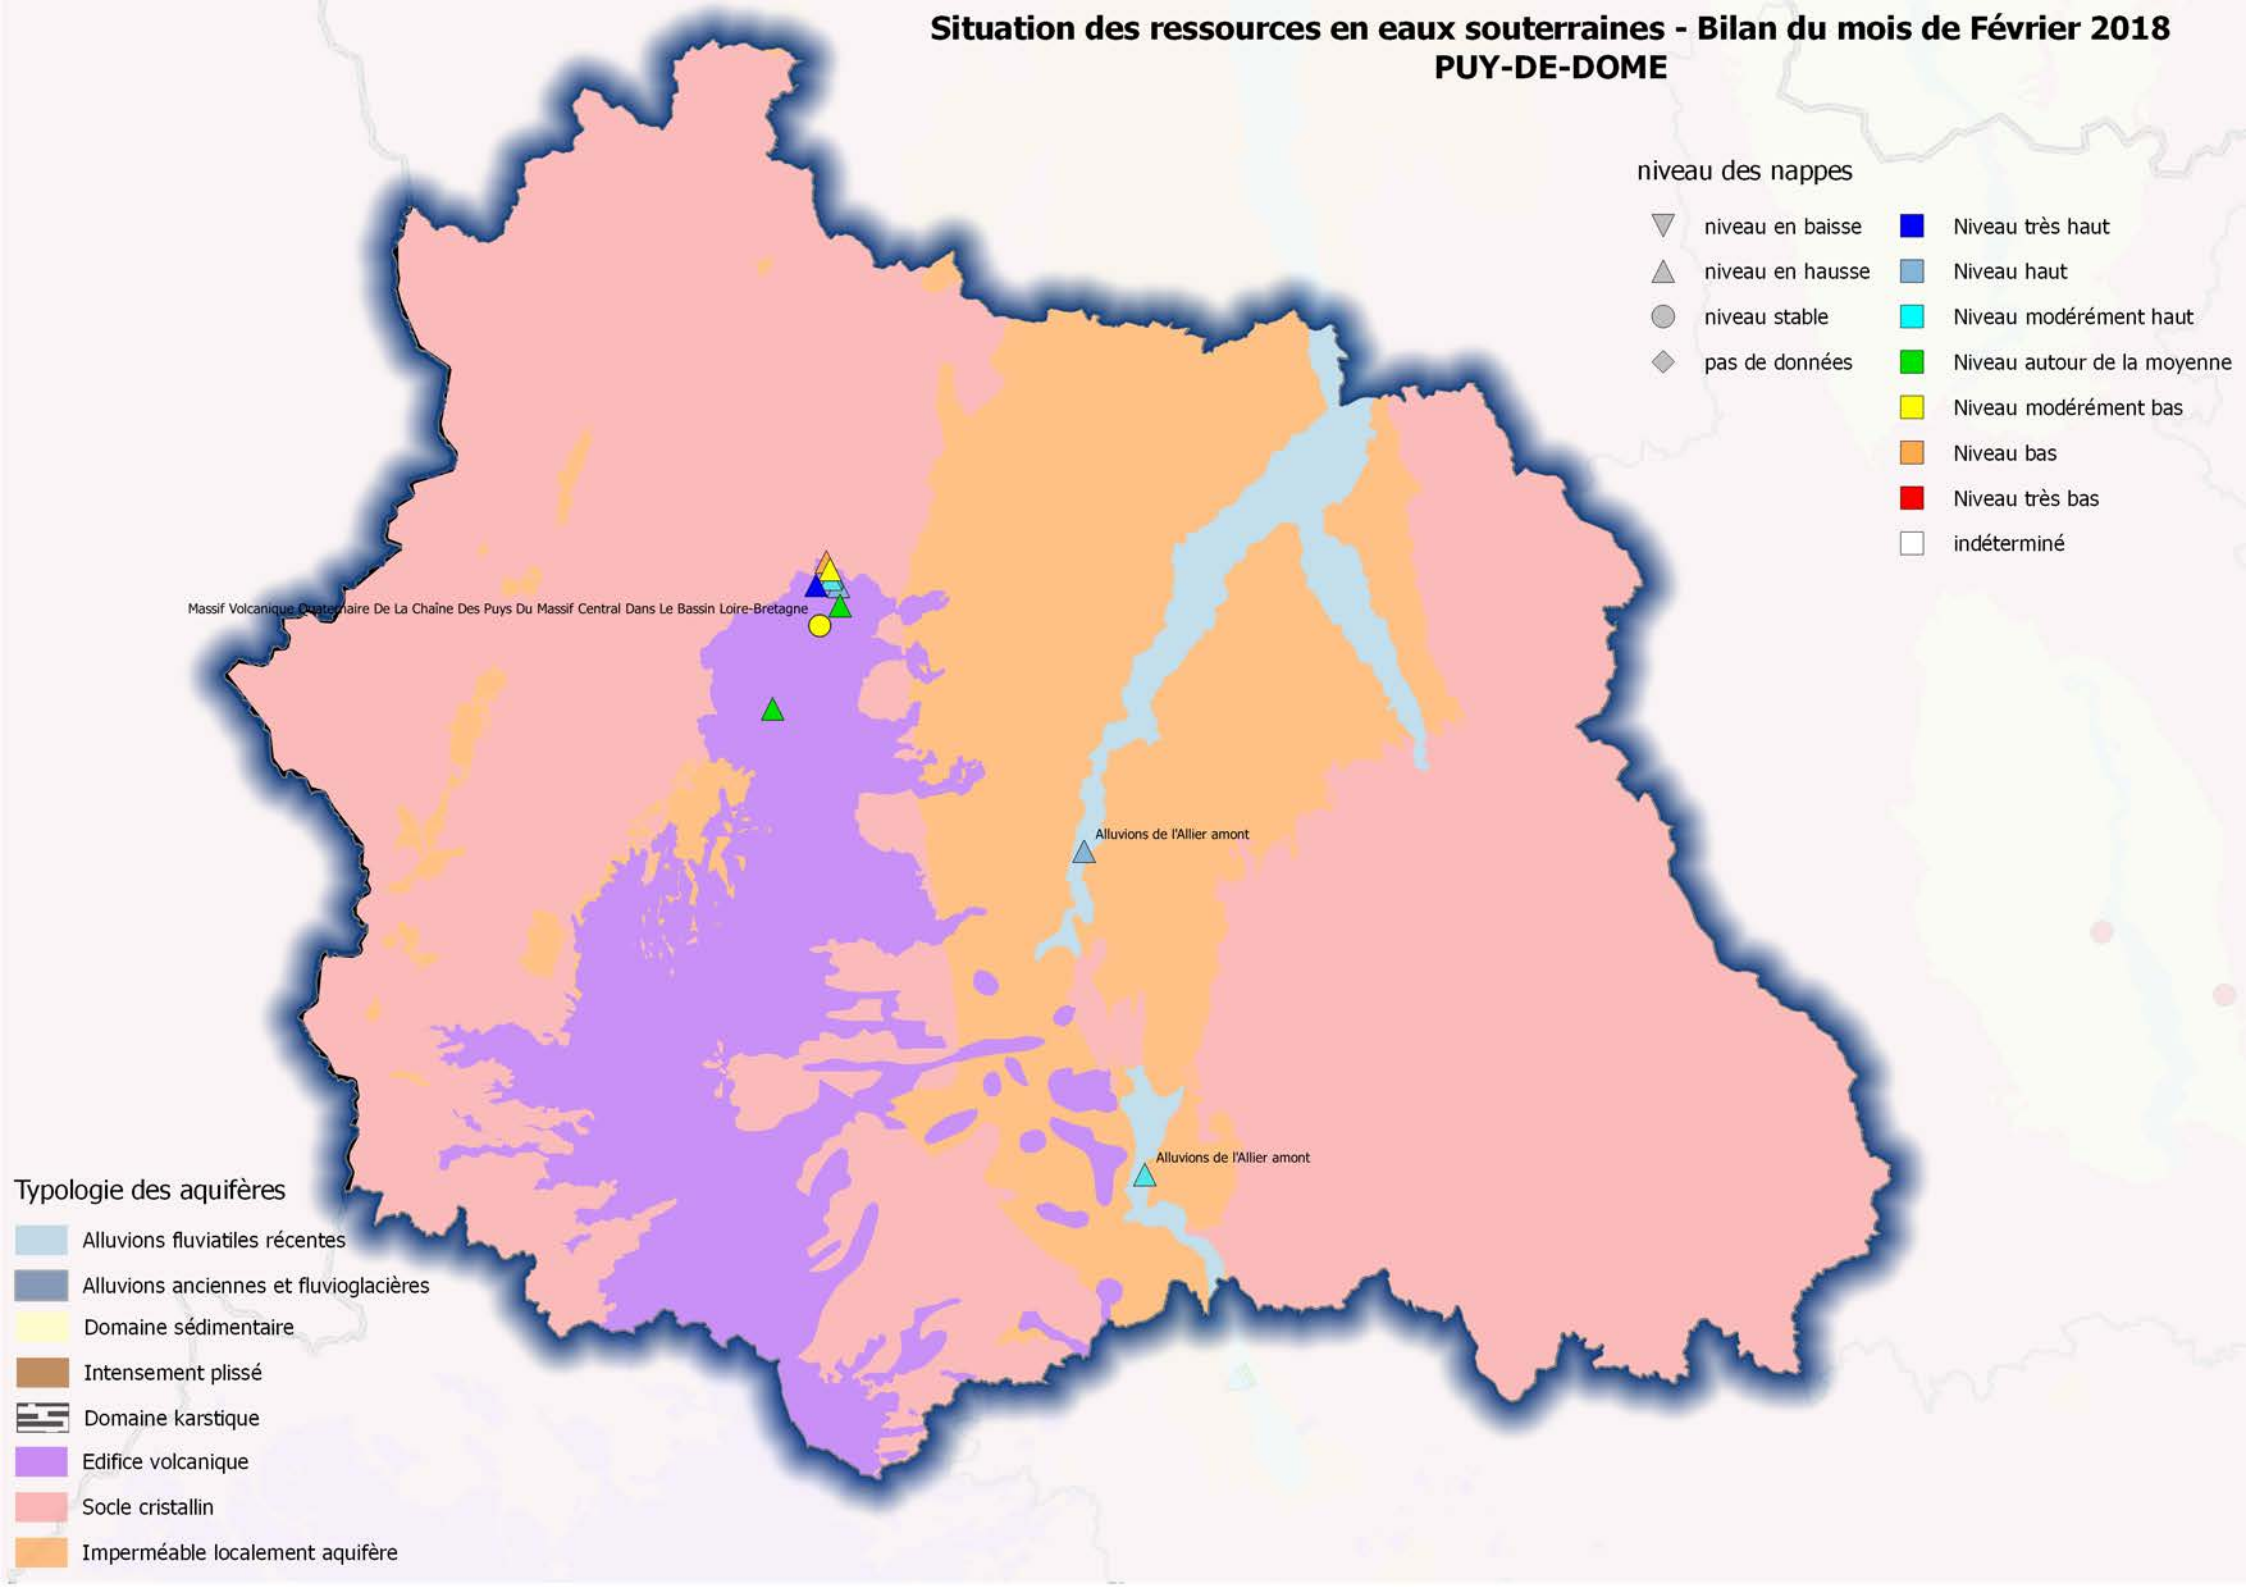 Situation des ressources en eaux souterraines - Bilan du mois de Février 2018
PUY-DE-DOME
niveau des nappes
niveau en baisse
niveau en hausse
niveau stable
pas de données
Niveau très haut
Niveau haut
Niveau modérément haut
Niveau autour de la moyenne
Niveau modérément bas
Niveau bas
Niveau très bas
indéterminé
Massif Volcanique Quaternaire De La Chaîne Des Puys Du Massif Central Dans Le Bassin Loire-Bretagne
Alluvions de l'Allier amont
Alluvions de l'Allier amont
Typologie des aquifères
Alluvions fluviatiles récentes
Alluvions anciennes et fluvioglacières
Domaine sédimentaire
Intensement plissé
Domaine karstique
Edifice volcanique
Socle cristallin
Imperméable localement aquifère